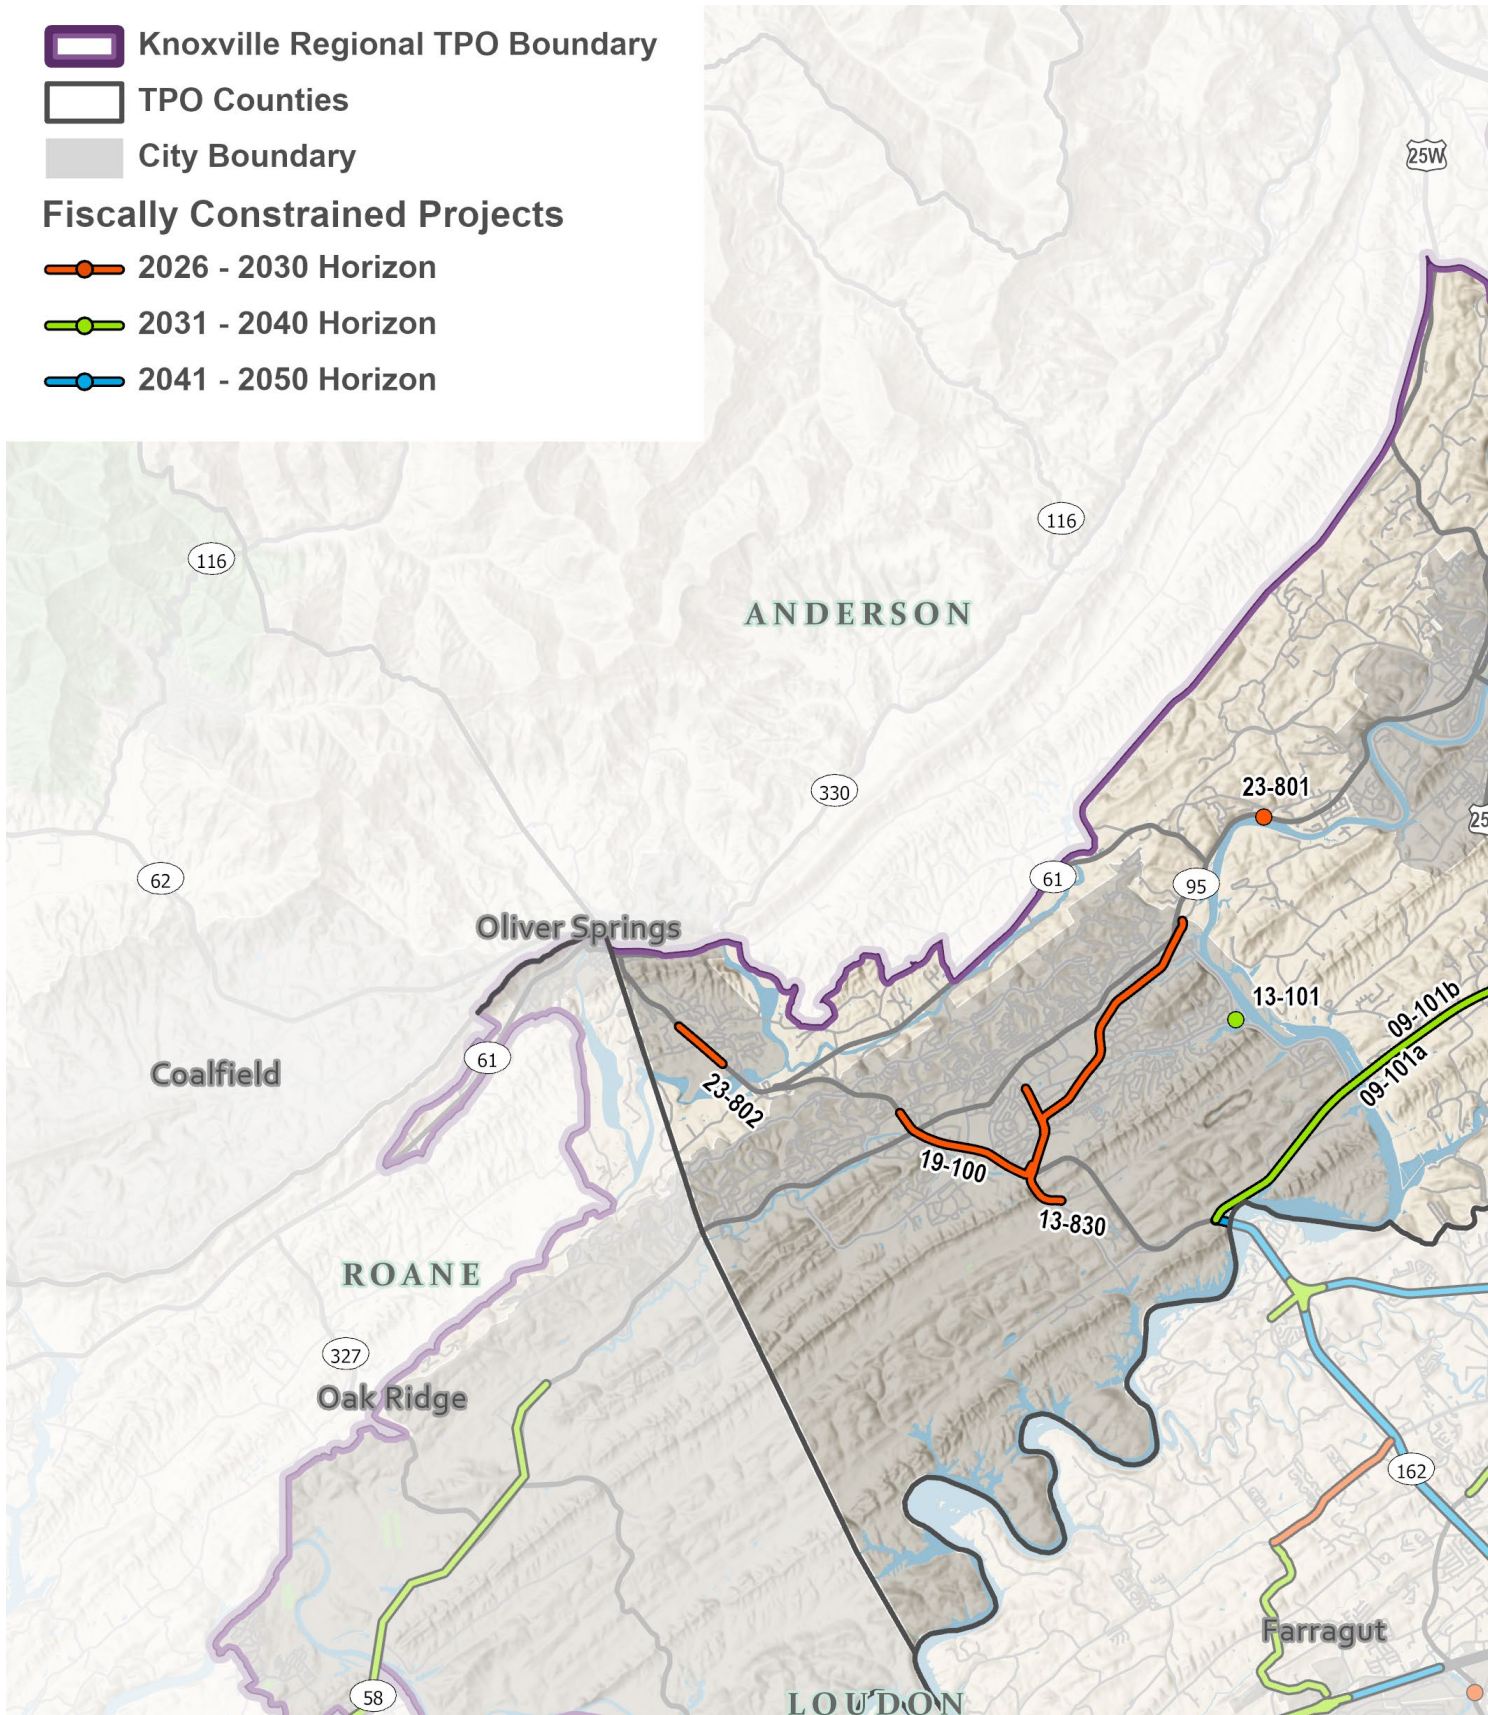 Knoxville Regional TPO Boundary
TPO Counties
City Boundary
Fiscally Constrained Projects
2026 - 2030 Horizon
2031 - 2040 Horizon
2041 - 2050 Horizon
25W
116
116
ANDERSON
23-801
330
25
62
61
95
Oliver Springs
13-101
09-101b
61
Coalfield
09-101a
23-802
19-100
13-830
ROANE
327
Oak Ridge
162
Farragut
58
LOUDON